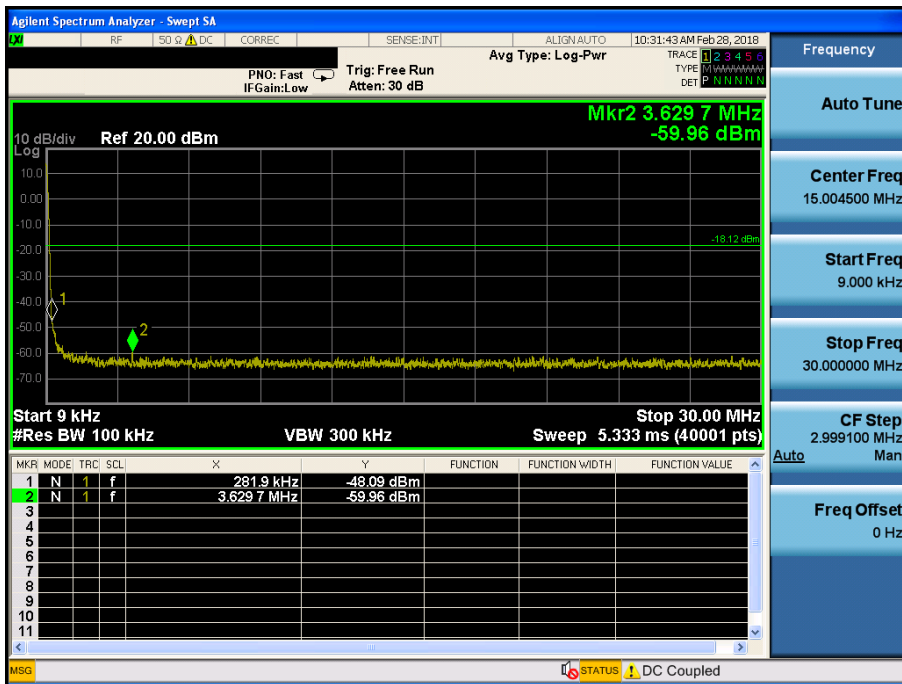 Agilent Spectrum Analyzer - Swept SA
LXI RF 50 Ω DC CORREC SENSE:INT ALIGNAUTO 10:31:43 AM Feb 28, 2018
Frequency
Avg Type: Log-Pwr
TRACE 1 2 3 4 5 6
TYPE M W W W W W
DET P N N N N N
PNO: Fast
IFGain:Low
Trig: Free Run
Atten: 30 dB
Auto Tune
Mkr2 3.629 7 MHz
-59.96 dBm
10 dB/div Ref 20.00 dBm
Log
10.0
0.00
-10.0
-20.0
-30.0
-40.0
-50.0
-60.0
-70.0
-18.12 dBm
1
2
Center Freq
15.004500 MHz
Start Freq
9.000 kHz
Stop Freq
30.000000 MHz
CF Step
2.999100 MHz
Auto Man
Freq Offset
0 Hz
Start 9 kHz Stop 30.00 MHz
#Res BW 100 kHz VBW 300 kHz Sweep 5.333 ms (40001 pts)
MKR MODE TRC SCL X Y FUNCTION FUNCTION WIDTH FUNCTION VALUE
1 N 1 f 281.9 kHz -48.09 dBm
2 N 1 f 3.629 7 MHz -59.96 dBm
3
4
5
6
7
8
9
10
11
MSG STATUS DC Coupled